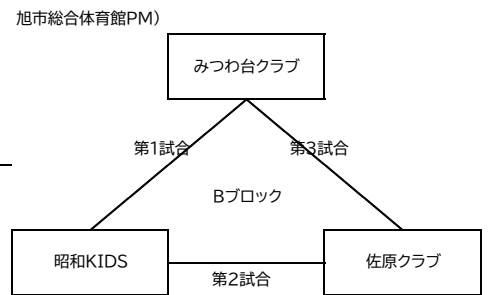 旭市総合体育館PM）
みつわ台クラブ
第1試合
第3試合
Bブロック
昭和KIDS
佐原クラブ
第2試合